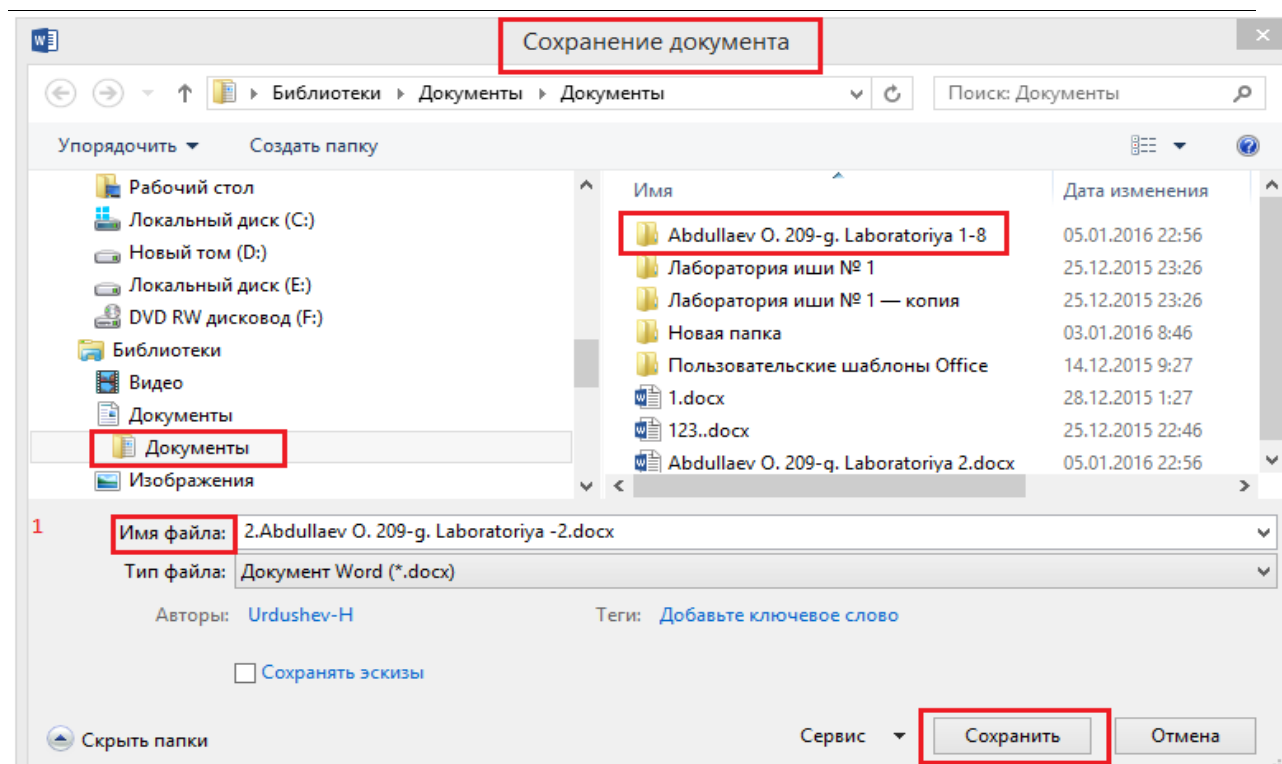 Сохранение документа
Библиотеки Документы Документы
Поиск: Документы
Упорядочить Создать папку
Рабочий стол
Локальный диск (C:)
Новый том (D:)
Локальный диск (E:)
DVD RW дисковод (F:)
Библиотеки
Видео
Документы
Документы
Изображения
Имя Дата изменения
Abdullaev O. 209-g. Laboratoriya 1-8 05.01.2016 22:56
Лаборатория иши № 1 25.12.2015 23:26
Лаборатория иши № 1 — копия 25.12.2015 23:26
Новая папка 03.01.2016 8:46
Пользовательские шаблоны Office 14.12.2015 9:27
1.docx 28.12.2015 1:27
123..docx 25.12.2015 22:46
Abdullaev O. 209-g. Laboratoriya 2.docx 05.01.2016 22:56
1 Имя файла: 2.Abdullaev O. 209-g. Laboratoriya -2.docx
Тип файла: Документ Word (*.docx)
Авторы: Urdushev-H Теги: Добавьте ключевое слово
Сохранять эскизы
Скрыть папки Сервис Сохранить Отмена